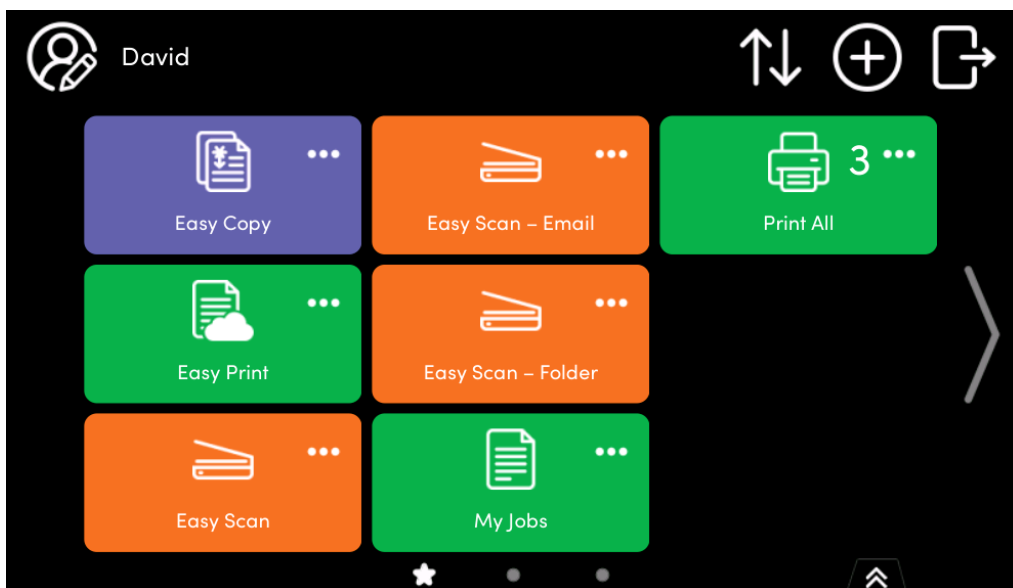 David
Easy Copy
Easy Scan – Email
3
Print All
Easy Print
Easy Scan – Folder
Easy Scan
My Jobs